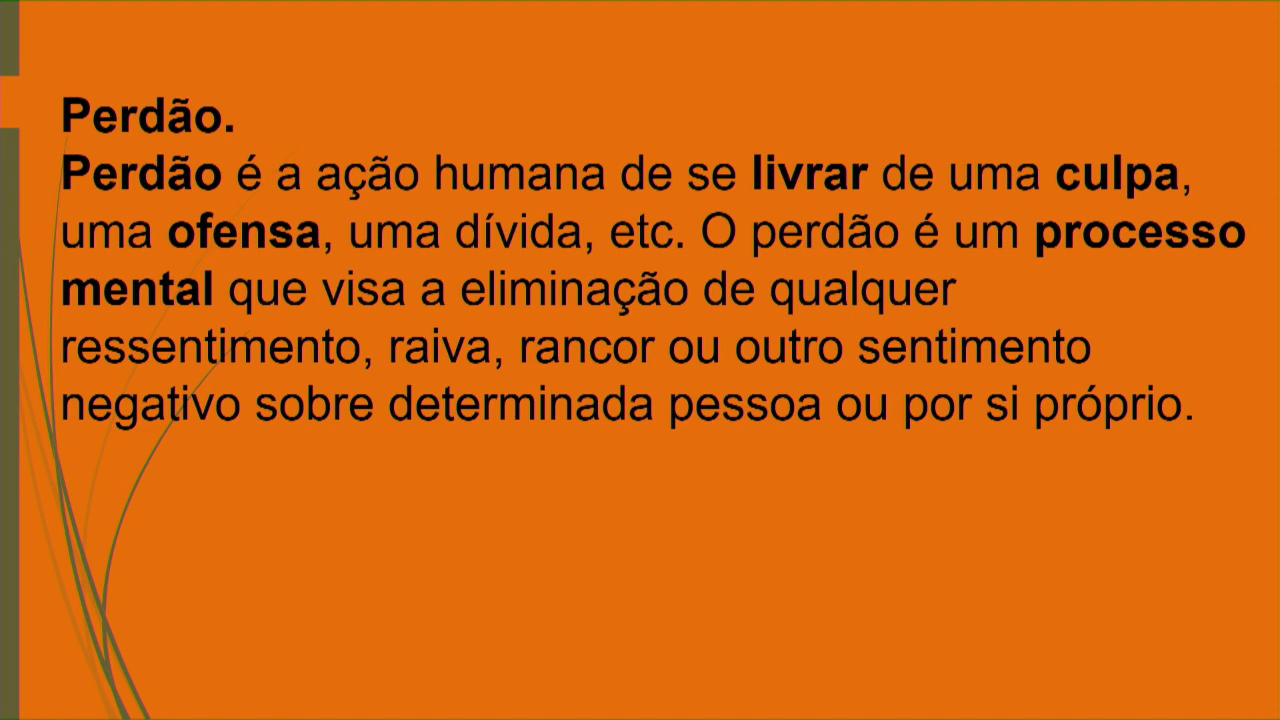 Perdão.
Perdão é a ação humana de se livrar de uma culpa,
uma ofensa, uma dívida, etc. O perdão é um processo
mental que visa a eliminação de qualquer
ressentimento, raiva, rancor ou outro sentimento
negativo sobre determinada pessoa ou por si próprio.